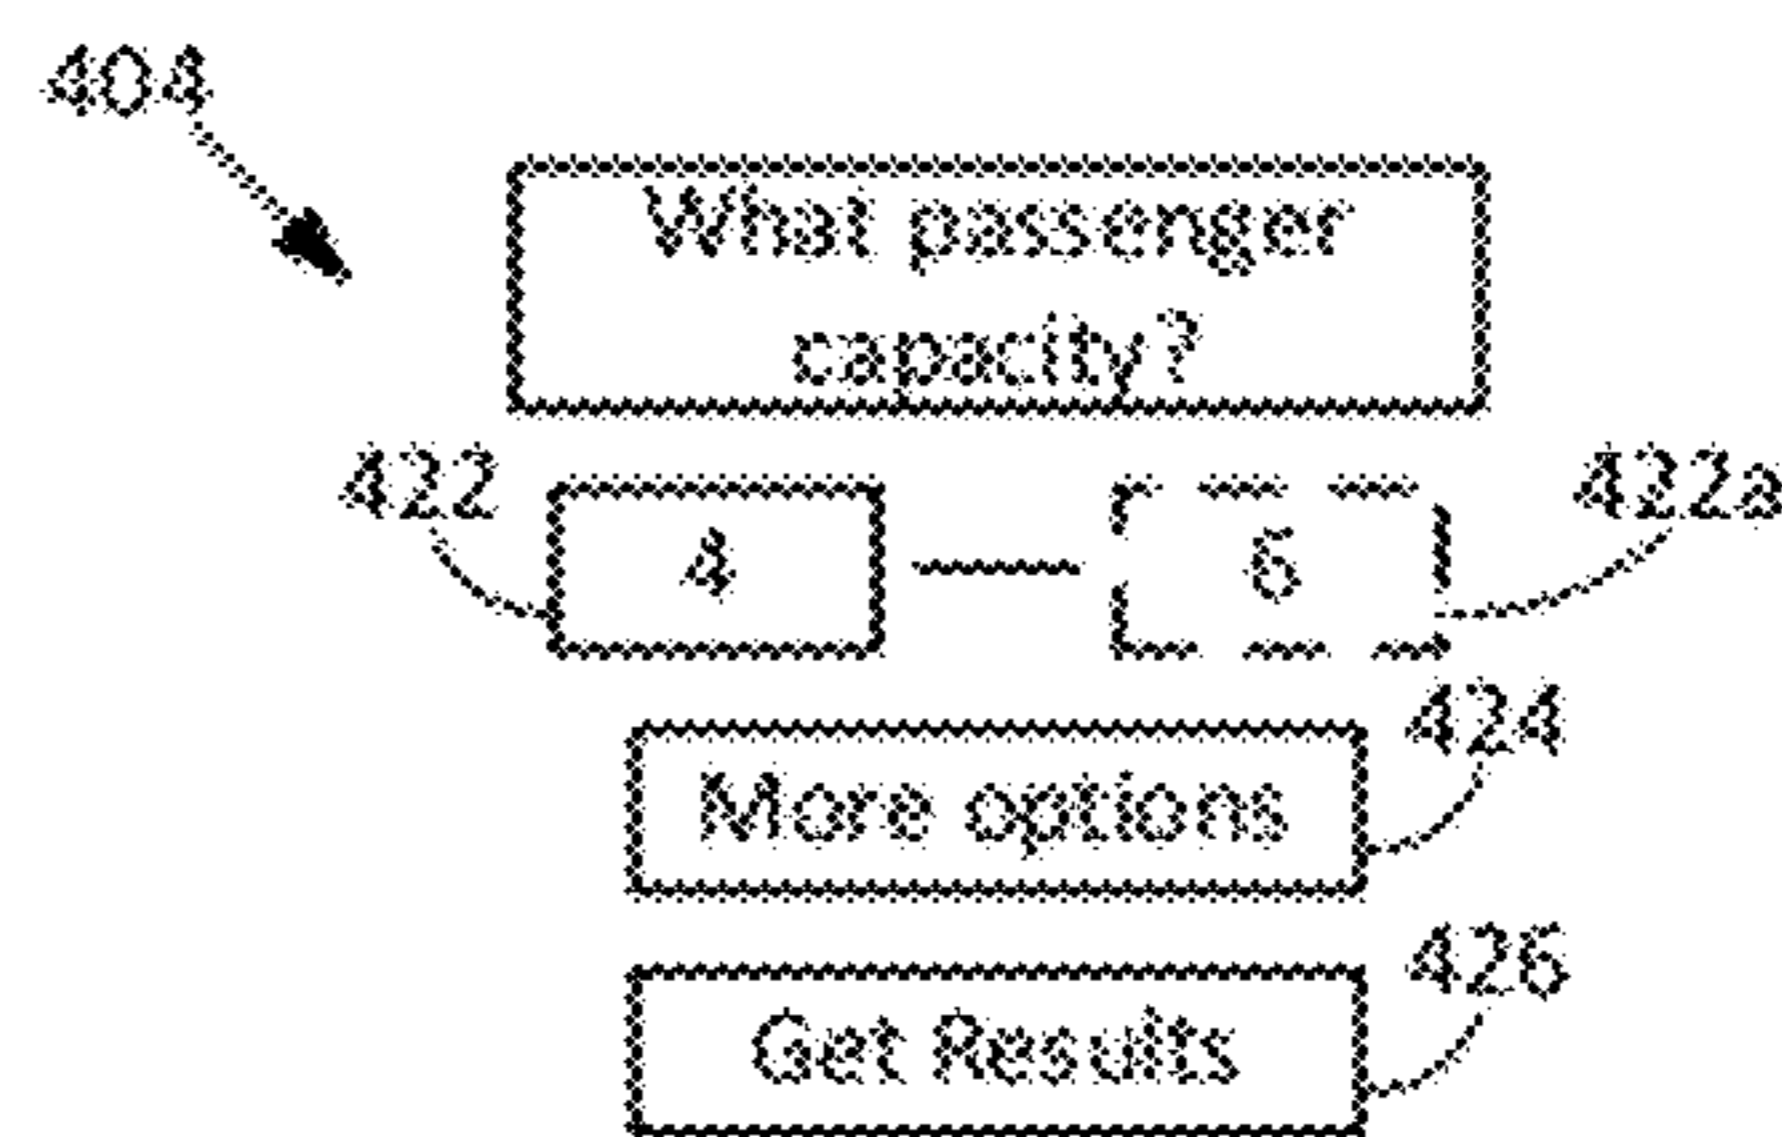 404
What passenger
capacity?
422
4
6
422a
424
More options
426
Get Results